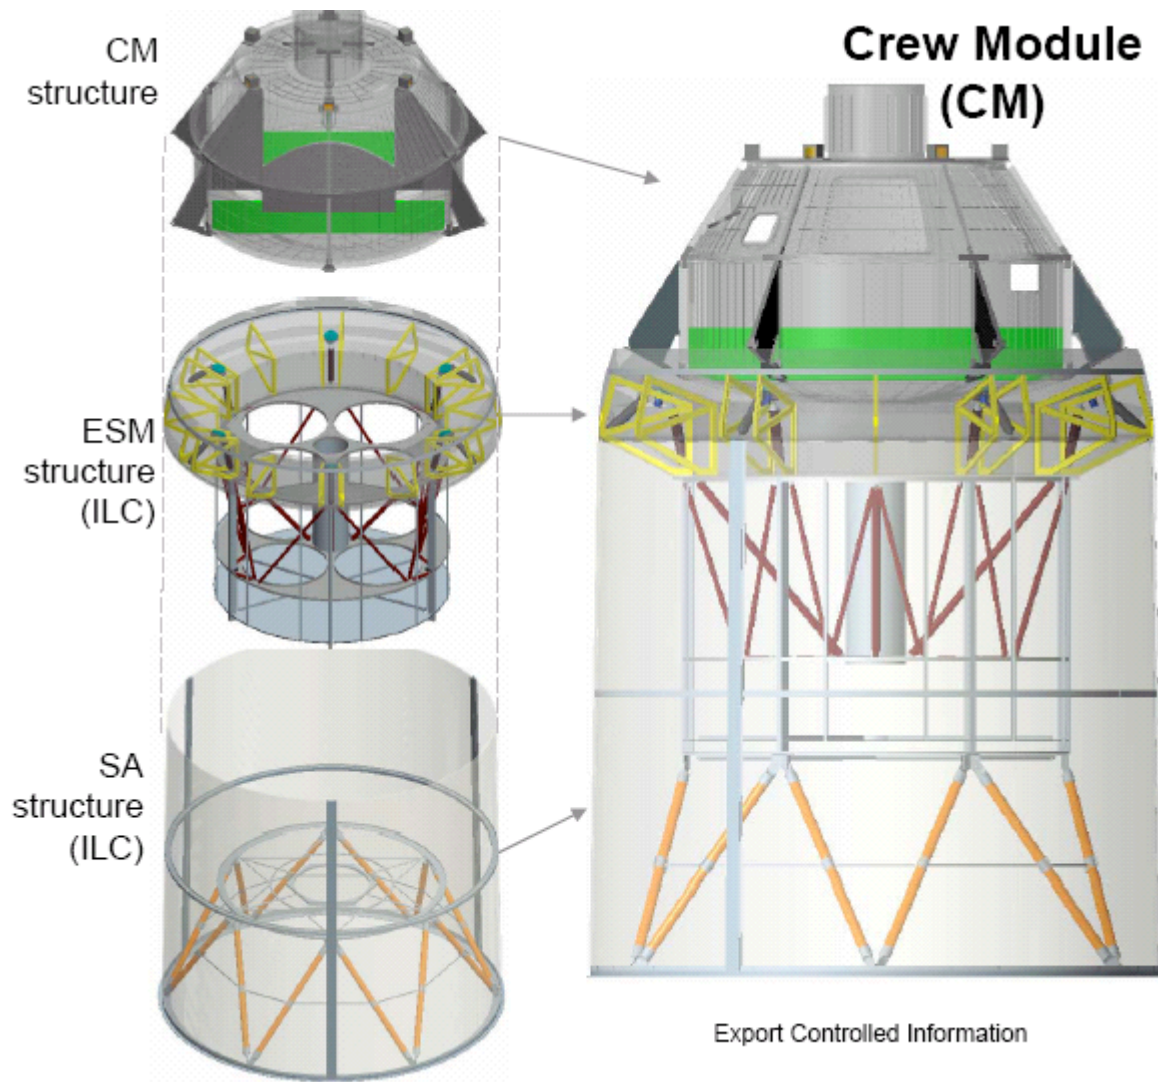 CM
structure
Crew Module
(CM)
ESM
structure
(ILC)
SA
structure
(ILC)
Export Controlled Information